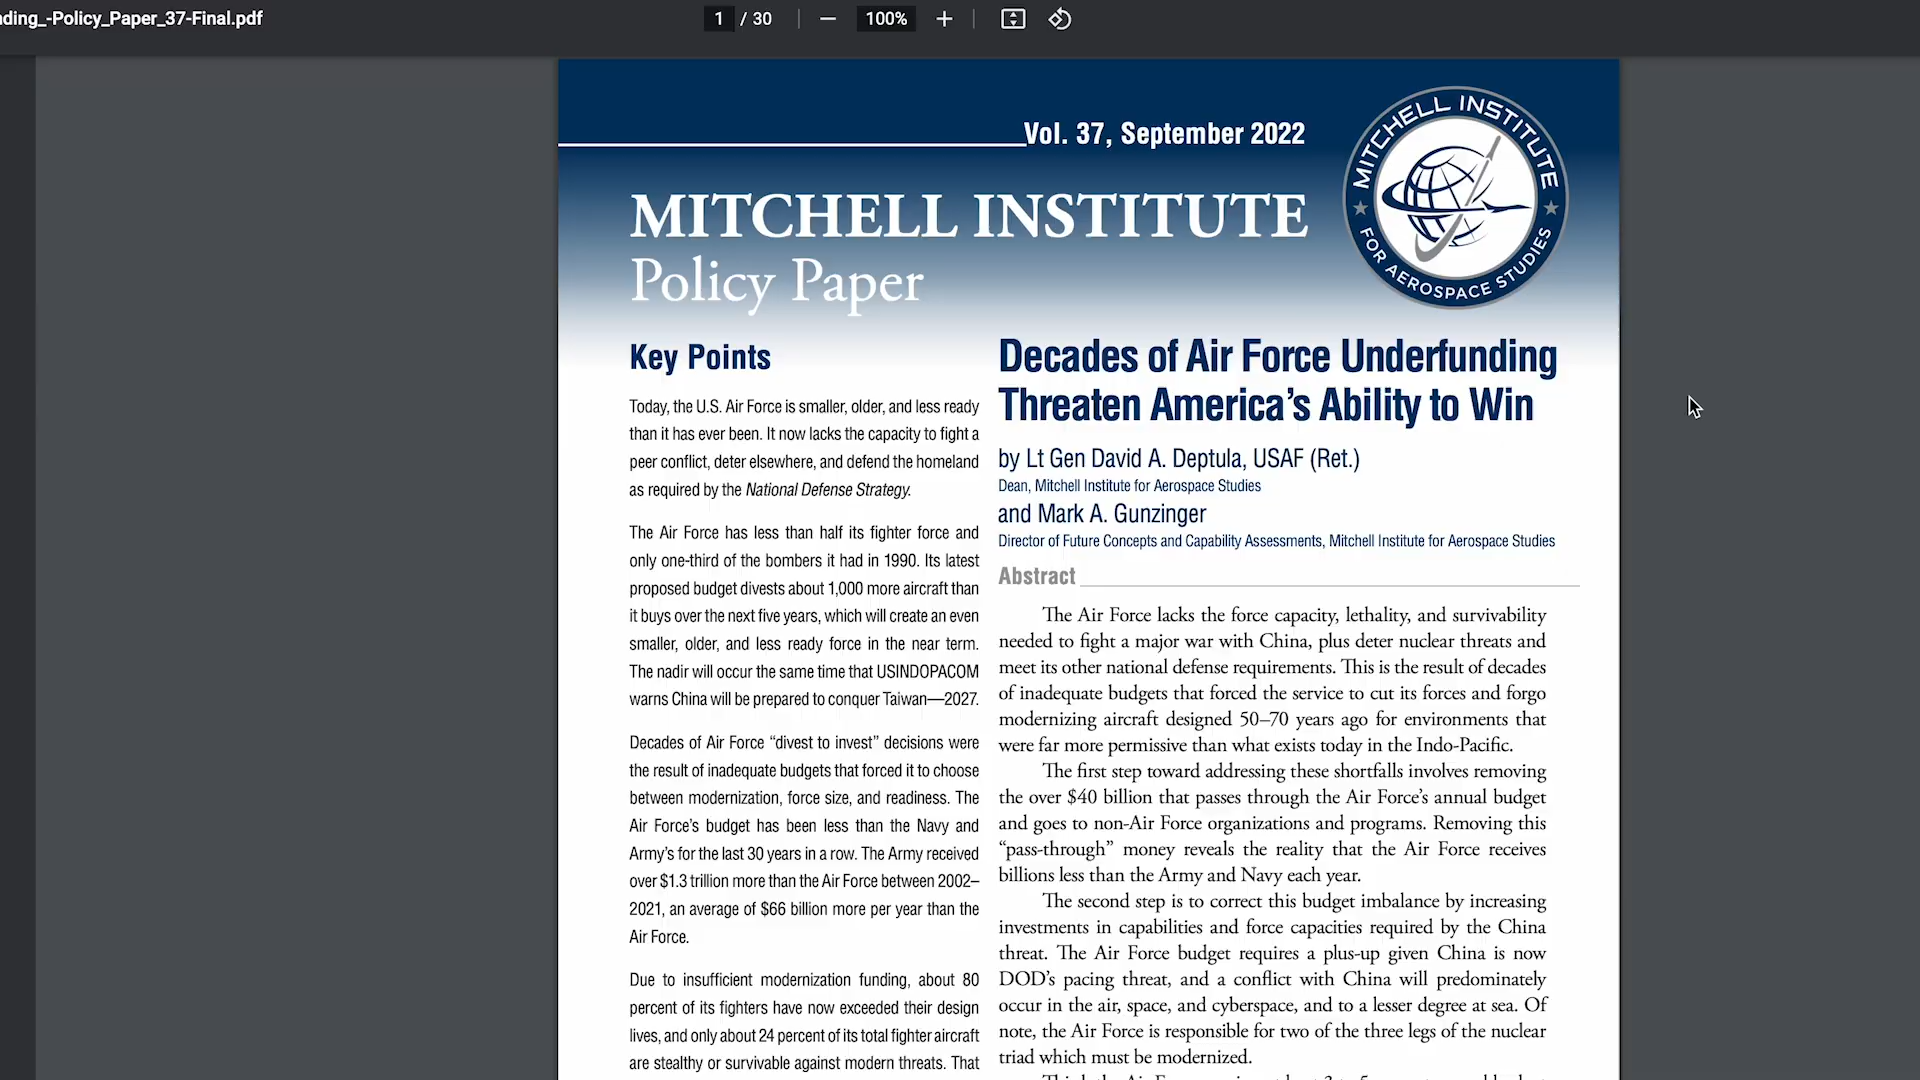 nding_-Policy_Paper_37-Final.pdf
1 / 30
100%
Vol. 37, September 2022
MITCHELL INSTITUTE
Policy Paper
MITCHELL INSTITUTE
FOR AEROSPACE STUDIES
Key Points
Today, the U.S. Air Force is smaller, older, and less ready
than it has ever been. It now lacks the capacity to fight a
peer conflict, deter elsewhere, and defend the homeland
as required by the National Defense Strategy.
The Air Force has less than half its fighter force and
only one-third of the bombers it had in 1990. Its latest
proposed budget divests about 1,000 more aircraft than
it buys over the next five years, which will create an even
smaller, older, and less ready force in the near term.
The nadir will occur the same time that USINDOPACOM
warns China will be prepared to conquer Taiwan—2027.
Decades of Air Force “divest to invest” decisions were
the result of inadequate budgets that forced it to choose
between modernization, force size, and readiness. The
Air Force’s budget has been less than the Navy and
Army’s for the last 30 years in a row. The Army received
over $1.3 trillion more than the Air Force between 2002–
2021, an average of $66 billion more per year than the
Air Force.
Due to insufficient modernization funding, about 80
percent of its fighters have now exceeded their design
lives, and only about 24 percent of its total fighter aircraft
are stealthy or survivable against modern threats. That
Decades of Air Force Underfunding
Threaten America’s Ability to Win
by Lt Gen David A. Deptula, USAF (Ret.)
Dean, Mitchell Institute for Aerospace Studies
and Mark A. Gunzinger
Director of Future Concepts and Capability Assessments, Mitchell Institute for Aerospace Studies
Abstract
The Air Force lacks the force capacity, lethality, and survivability
needed to fight a major war with China, plus deter nuclear threats and
meet its other national defense requirements. This is the result of decades
of inadequate budgets that forced the service to cut its forces and forgo
modernizing aircraft designed 50–70 years ago for environments that
were far more permissive than what exists today in the Indo-Pacific.
The first step toward addressing these shortfalls involves removing
the over $40 billion that passes through the Air Force’s annual budget
and goes to non-Air Force organizations and programs. Removing this
“pass-through” money reveals the reality that the Air Force receives
billions less than the Army and Navy each year.
The second step is to correct this budget imbalance by increasing
investments in capabilities and force capacities required by the China
threat. The Air Force budget requires a plus-up given China is now
DOD’s pacing threat, and a conflict with China will predominately
occur in the air, space, and cyberspace, and to a lesser degree at sea. Of
note, the Air Force is responsible for two of the three legs of the nuclear
triad which must be modernized.